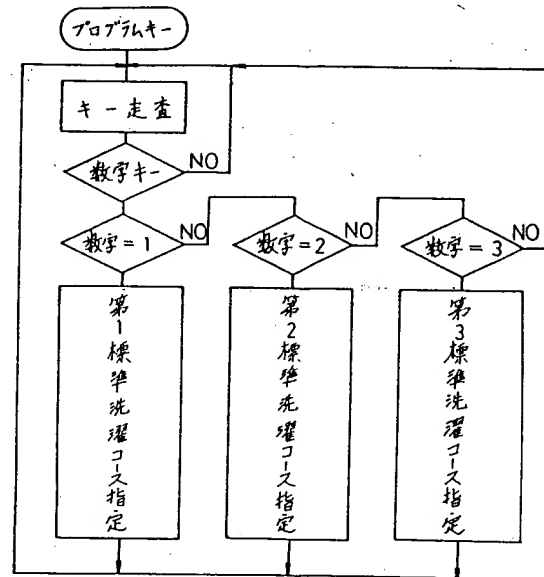 プログラムキー
キー走査
数字キー
NO
数字=1
NO
数字=2
NO
数字=3
NO
第1標準洗濯コース指定
第2標準洗濯コース指定
第3標準洗濯コース指定